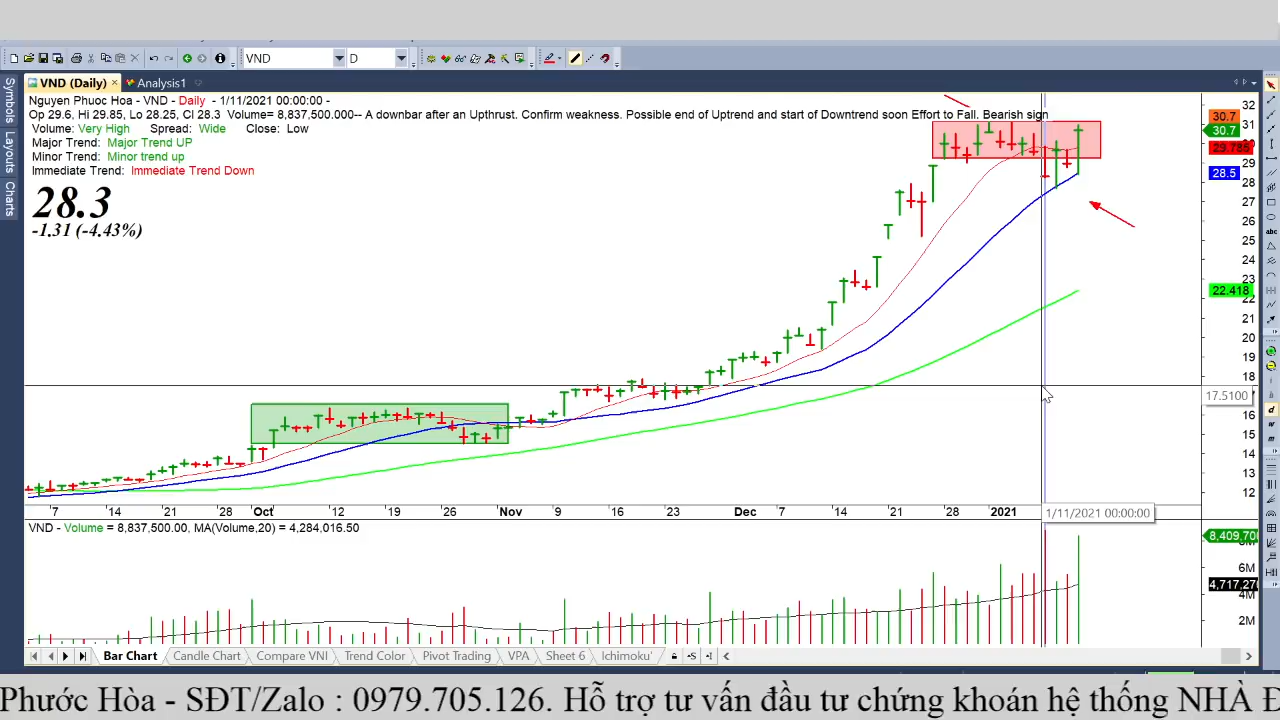 VND
D
VND (Daily)
Analysis1
Symbols
Layouts
Charts
Nguyen Phuoc Hoa - VND - Daily - 1/11/2021 00:00:00 -
Op 29.6, Hi 29.85, Lo 28.25, Cl 28.3 Volume= 8,837,500.000-- A downbar after an Upthrust. Confirm weakness. Possible end of Uptrend and start of Downtrend soon Effort to Fall. Bearish sign
Volume: Very High Spread: Wide Close: Low
Major Trend: Major Trend UP
Minor Trend: Minor trend up
Immediate Trend: Immediate Trend Down
28.3
-1.31 (-4.43%)
32
30.7
31
30.7
30
29.785
29
28.5
28
27
26
25
24
23
22.418
22
21
20
19
18
17.5100
16
15
14
13
12
7 14 21 Oct 12 19 26 Nov 9 16 23 Dec 7 14 21 28 2021
1/11/2021 00:00:00
VND - Volume = 8,837,500.00, MA(Volume,20) = 4,284,016.50
8,409,700
6M
4,717,270
4M
2M
Bar Chart Candle Chart Compare VNI Trend Color Pivot Trading VPA Sheet 6 Ichimoku'
Phước Hòa - SĐT/Zalo : 0979.705.126. Hỗ trợ tư vấn đầu tư chứng khoán hệ thống NHÀ